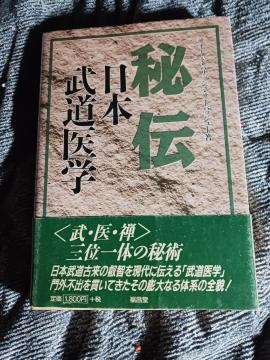 秘伝
日本
武道医学
〈武・医・禅〉
三位一体の秘術
日本武道古来の叡智を現代に伝える「武道医学」
門外不出を貫いてきたその膨大なる体系の全貌!
定価 1,800円 +税
福昌堂